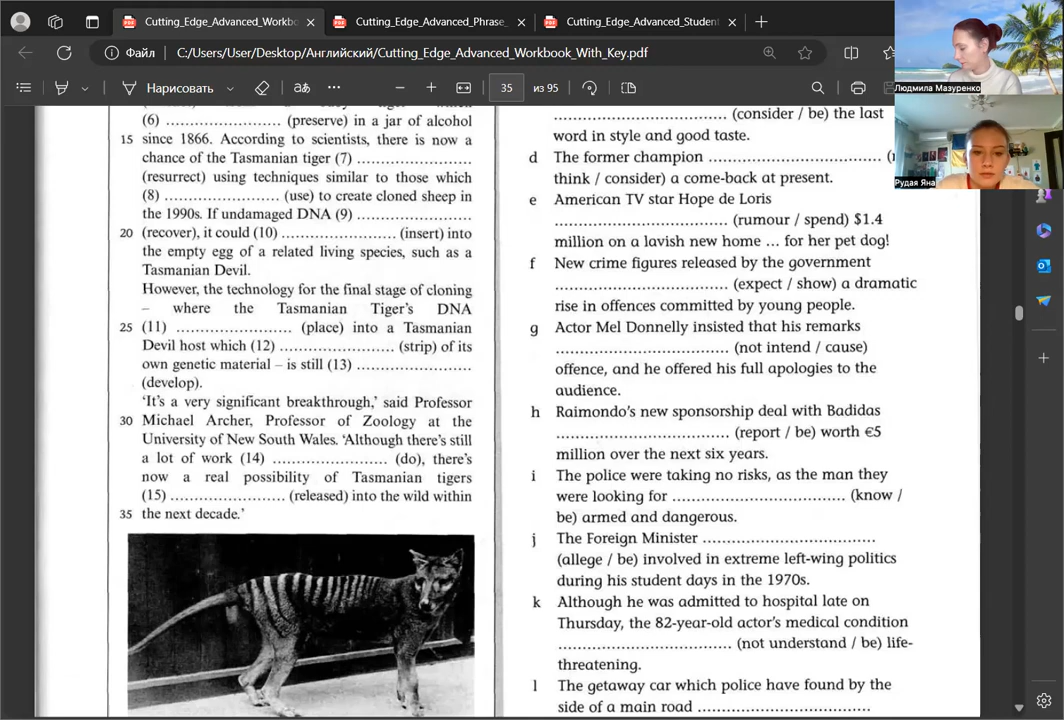 Cutting_Edge_Advanced_Workbo
Cutting_Edge_Advanced_Phrase_
Cutting_Edge_Advanced_Student
Файл
C:/Users/User/Desktop/Английский/Cutting_Edge_Advanced_Workbook_With_Key.pdf
Нарисовать
35
из 95
Людмила Мазуренко
Рудая Яна
(6) ........................ (preserve) in a jar of alcohol
15 since 1866. According to scientists, there is now a
chance of the Tasmanian tiger (7) ........................
(resurrect) using techniques similar to those which
(8) ........................ (use) to create cloned sheep in
the 1990s. If undamaged DNA (9) ........................
20 (recover), it could (10) ........................ (insert) into
the empty egg of a related living species, such as a
Tasmanian Devil.
However, the technology for the final stage of cloning
– where the Tasmanian Tiger's DNA
25 (11) ........................ (place) into a Tasmanian
Devil host which (12) ........................ (strip) of its
own genetic material – is still (13) ........................
(develop).
'It's a very significant breakthrough,' said Professor
30 Michael Archer, Professor of Zoology at the
University of New South Wales. 'Although there's still
a lot of work (14) ........................ (do), there's
now a real possibility of Tasmanian tigers
(15) ........................ (released) into the wild within
35 the next decade.'
.................................... (consider / be) the last
word in style and good taste.
d The former champion ....................................
think / consider) a come-back at present.
e American TV star Hope de Loris
.................................... (rumour / spend) $1.4
million on a lavish new home … for her pet dog!
f New crime figures released by the government
.................................... (expect / show) a dramatic
rise in offences committed by young people.
g Actor Mel Donnelly insisted that his remarks
.................................... (not intend / cause)
offence, and he offered his full apologies to the
audience.
h Raimondo's new sponsorship deal with Badidas
.................................... (report / be) worth €5
million over the next six years.
i The police were taking no risks, as the man they
were looking for .................................... (know /
be) armed and dangerous.
j The Foreign Minister ....................................
(allege / be) involved in extreme left-wing politics
during his student days in the 1970s.
k Although he was admitted to hospital late on
Thursday, the 82-year-old actor's medical condition
.................................... (not understand / be) life-
threatening.
l The getaway car which police have found by the
side of a main road ....................................